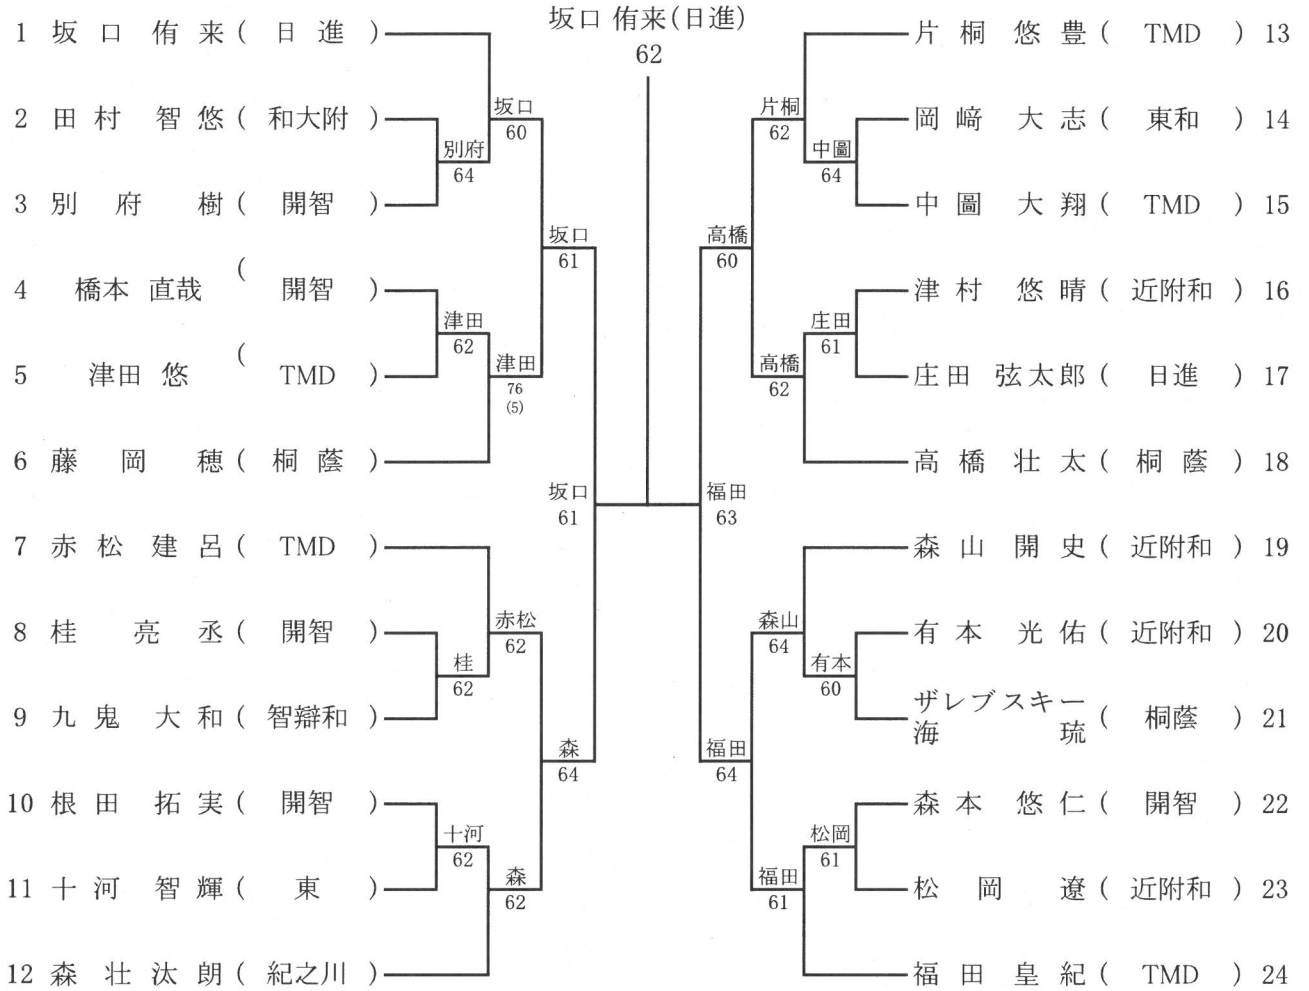 坂口 侑来(日進)
62
1 坂口 侑来 ( 日進 )
2 田村 智悠 ( 和大附 )
3 別府 樹 ( 開智 )
4 橋本 直哉 ( 開智 )
5 津田 悠 ( TMD )
6 藤岡 穂 ( 桐蔭 )
7 赤松建呂 ( TMD )
8 桂 亮丞 ( 開智 )
9 九鬼 大和 ( 智辯和 )
10 根田 拓実 ( 開智 )
11 十河 智輝 ( 東 )
12 森 壮汰朗 ( 紀之川 )
別府
64
津田
62
桂
62
十河
62
坂口
60
津田
76
(5)
赤松
62
森
62
坂口
61
森
64
坂口
61
福田
63
高橋
60
福田
64
片桐
62
高橋
62
森山
64
福田
61
中圖
64
庄田
61
有本
60
松岡
61
片桐悠豊 ( TMD ) 13
岡﨑 大志 ( 東和 ) 14
中圖 大翔 ( TMD ) 15
津村 悠晴 ( 近附和 ) 16
庄田 弦太郎 ( 日進 ) 17
高橋壮太 ( 桐蔭 ) 18
森山開史 ( 近附和 ) 19
有本 光佑 ( 近附和 ) 20
ザレブスキー
海琉 ( 桐蔭 ) 21
森本 悠仁 ( 開智 ) 22
松岡 遼 ( 近附和 ) 23
福田皇紀 ( TMD ) 24